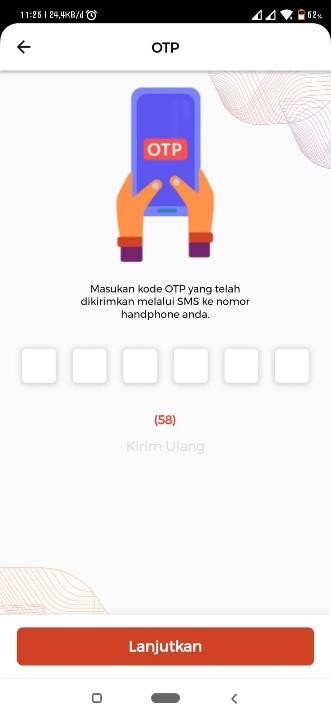 11:26 | 24,4KB/d
62%
OTP
OTP
Masukan kode OTP yang telah
dikirimkan melalui SMS ke nomor
handphone anda.
(58)
Kirim Ulang
Lanjutkan